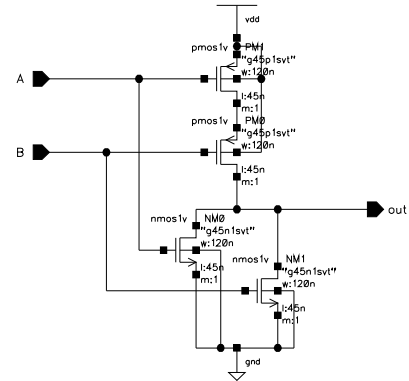 vdd
pmos1v PM1
"g45p1svt"
w:120n
A
l:45n
m:1
pmos1v PM0
"g45p1svt"
w:120n
B
l:45n
m:1
out
nmos1v NM0
"g45n1svt"
w:120n
l:45n
m:1
nmos1v NM1
"g45n1svt"
w:120n
l:45n
m:1
gnd